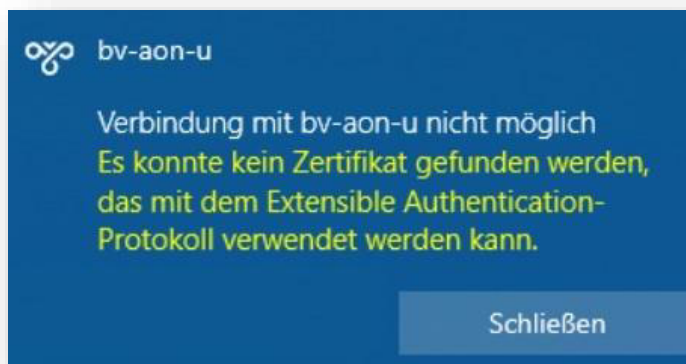 bv-aon-u
Verbindung mit bv-aon-u nicht möglich
Es konnte kein Zertifikat gefunden werden,
das mit dem Extensible Authentication-
Protokoll verwendet werden kann.
Schließen